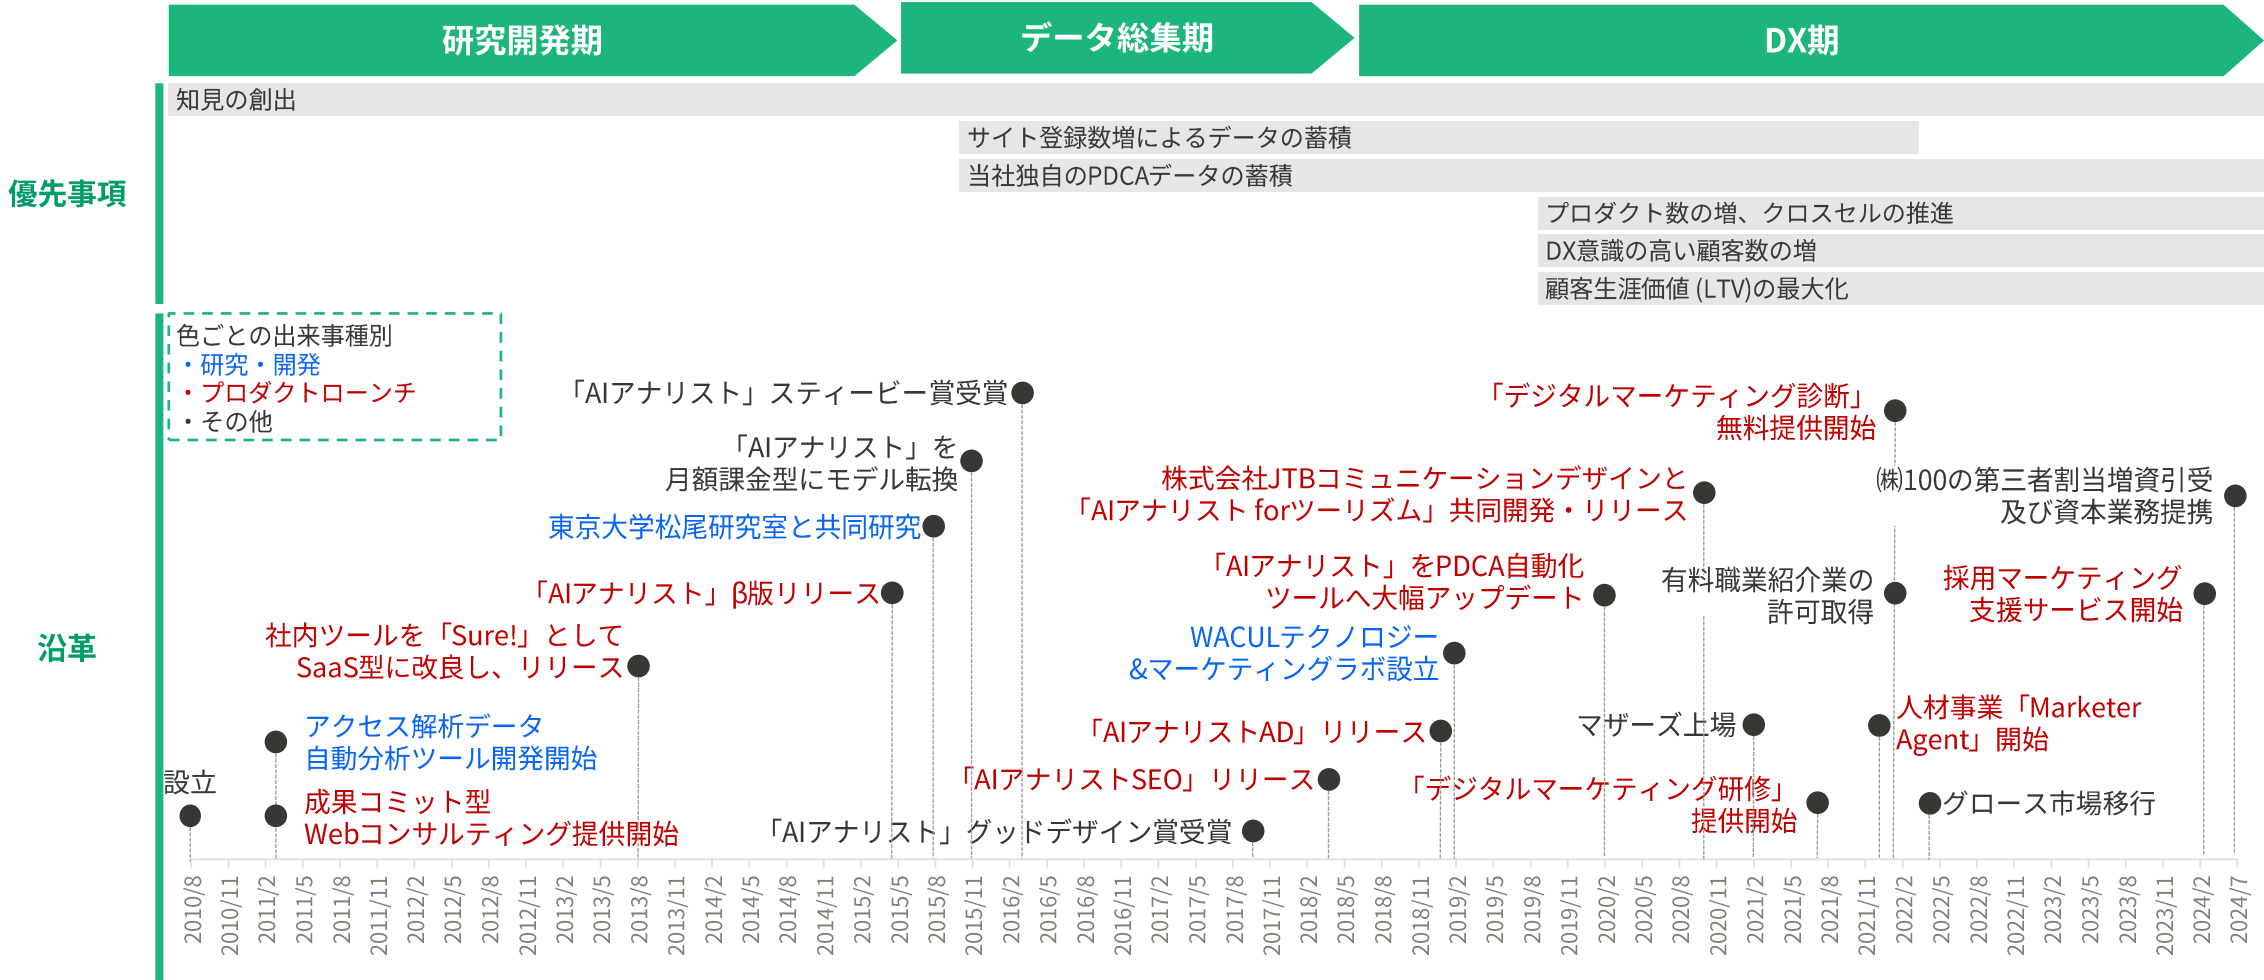 研究開発期
データ総集期
DX期
優先事項
知見の創出
サイト登録数増によるデータの蓄積
当社独自のPDCAデータの蓄積
プロダクト数の増、クロスセルの推進
DX意識の高い顧客数の増
顧客生涯価値 (LTV)の最大化
沿革
色ごとの出来事種別
・研究・開発
・プロダクトローンチ
・その他
設立
アクセス解析データ
自動分析ツール開発開始
成果コミット型
Webコンサルティング提供開始
社内ツールを「Sure!」として
SaaS型に改良し、リリース
「AIアナリスト」β版リリース
東京大学松尾研究室と共同研究
「AIアナリスト」を
月額課金型にモデル転換
「AIアナリスト」スティービー賞受賞
「AIアナリスト」グッドデザイン賞受賞
「AIアナリストSEO」リリース
「AIアナリストAD」リリース
WACULテクノロジー
&マーケティングラボ設立
「AIアナリスト」をPDCA自動化
ツールへ大幅アップデート
株式会社JTBコミュニケーションデザインと
「AIアナリスト forツーリズム」共同開発・リリース
マザーズ上場
「デジタルマーケティング研修」
提供開始
人材事業「Marketer
Agent」開始
「デジタルマーケティング診断」
無料提供開始
有料職業紹介業の
許可取得
グロース市場移行
採用マーケティング
支援サービス開始
㈱100の第三者割当増資引受
及び資本業務提携
2010/8
2010/11
2011/2
2011/5
2011/8
2011/11
2012/2
2012/5
2012/8
2012/11
2013/2
2013/5
2013/8
2013/11
2014/2
2014/5
2014/8
2014/11
2015/2
2015/5
2015/8
2015/11
2016/2
2016/5
2016/8
2016/11
2017/2
2017/5
2017/8
2017/11
2018/2
2018/5
2018/8
2018/11
2019/2
2019/5
2019/8
2019/11
2020/2
2020/5
2020/8
2020/11
2021/2
2021/5
2021/8
2021/11
2022/2
2022/5
2022/8
2022/11
2023/2
2023/5
2023/8
2023/11
2024/2
2024/7